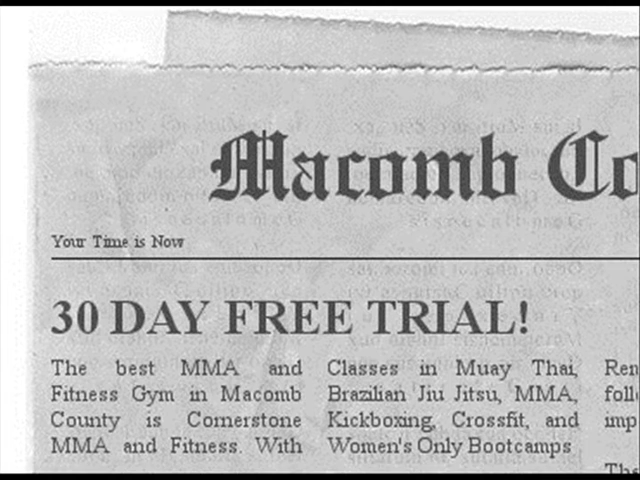 Macomb Co
Your Time is Now
30 DAY FREE TRIAL!
The best MMA and
Fitness Gym in Macomb
County is Cornerstone
MMA and Fitness. With
Classes in Muay Thai,
Brazilian Jiu Jitsu, MMA,
Kickboxing, Crossfit, and
Women's Only Bootcamps
Ren
follo
imp
The